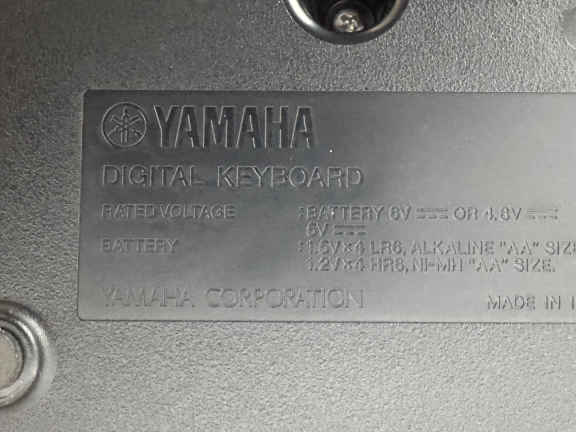 YAMAHA
DIGITAL KEYBOARD
RATED VOLTAGE :BATTERY 6V ⎓ OR 4.8V ⎓
5V ⎓
BATTERY :1.5V×4 LR6, ALKALINE "AA" SIZE
1.2V×4 HR6, NI-MH "AA" SIZE.
YAMAHA CORPORATION MADE IN